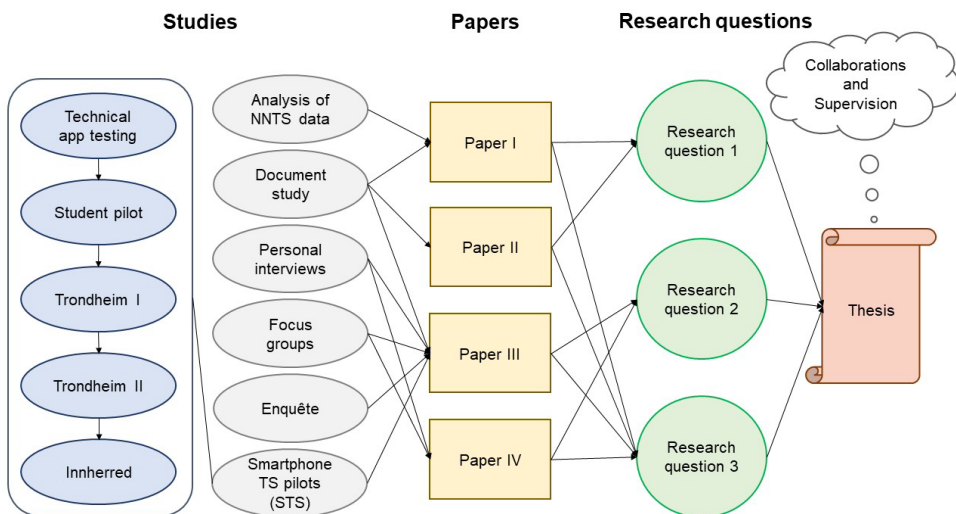 Studies
Papers
Research questions
Technical
app testing
Student pilot
Trondheim I
Trondheim II
Innherred
Analysis of
NNTS data
Document
study
Personal
interviews
Focus
groups
Enquête
Smartphone
TS pilots
(STS)
Paper I
Paper II
Paper III
Paper IV
Research
question 1
Research
question 2
Research
question 3
Collaborations
and
Supervision
Thesis